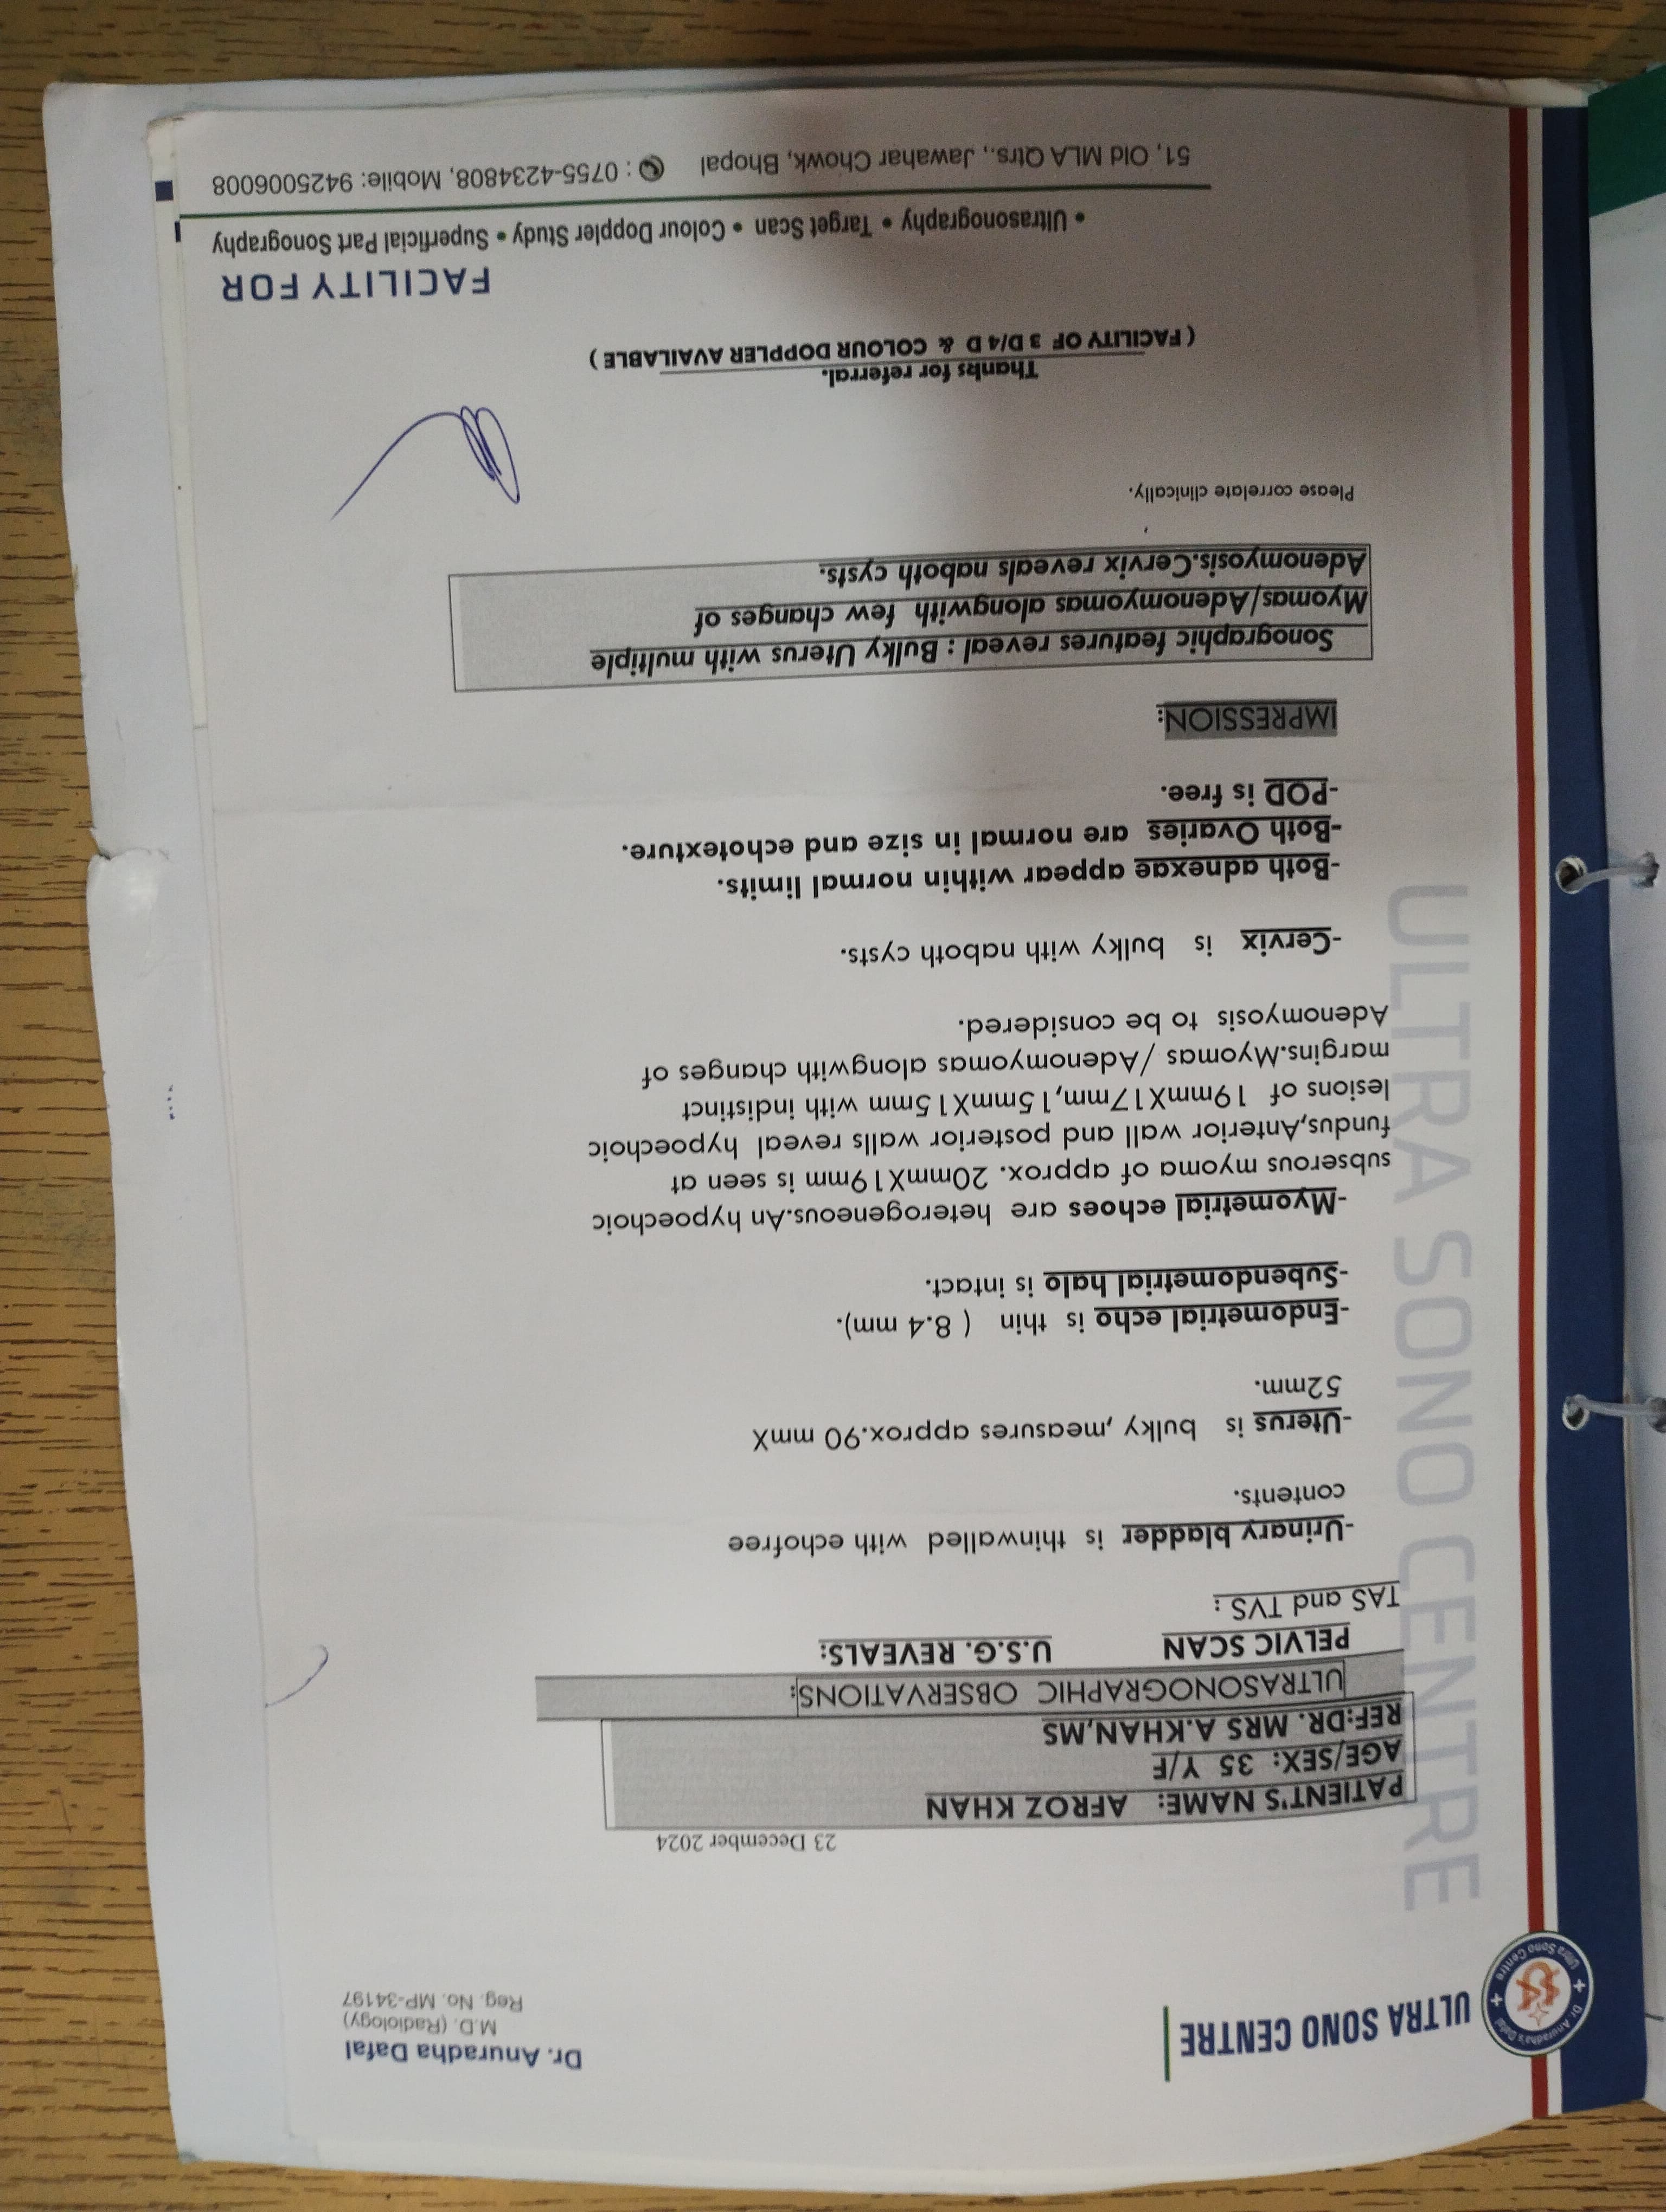 ULTRA SONO CENTRE
Dr. Anuradha Dafal
M.D. (Radiology)
Reg. No. MP-34197
Dr. Anuradha's Dafal
Ultra Sono Centre
23 December 2024
PATIENT'S NAME: AFROZ KHAN
AGE/SEX: 35 Y/F
REF:DR. MRS A.KHAN,MS
ULTRASONOGRAPHIC OBSERVATIONS:
PELVIC SCAN U.S.G. REVEALS:
TAS and TVS :
-Urinary bladder is thinwalled with echofree
contents.
-Uterus is bulky ,measures approx.90 mmX
52mm.
-Endometrial echo is thin ( 8.4 mm).
-Subendometrial halo is intact.
-Myometrial echoes are heterogeneous.An hypoechoic
subserous myoma of approx. 20mmX19mm is seen at
fundus,Anterior wall and posterior walls reveal hypoechoic
lesions of 19mmX17mm,15mmX15mm with indistinct
margins.Myomas /Adenomyomas alongwith changes of
Adenomyosis to be considered.
-Cervix is bulky with naboth cysts.
-Both adnexae appear within normal limits.
-Both Ovaries are normal in size and echotexture.
-POD is free.
IMPRESSION:
Sonographic features reveal : Bulky Uterus with multiple
Myomas/Adenomyomas alongwith few changes of
Adenomyosis.Cervix reveals naboth cysts.
Please correlate clinically.
Thanks for referral.
( FACILITY OF 3 D/4 D & COLOUR DOPPLER AVAILABLE )
FACILITY FOR
• Ultrasonography • Target Scan • Colour Doppler Study • Superficial Part Sonography
51, Old MLA Qtrs., Jawahar Chowk, Bhopal : 0755-4234808, Mobile: 9425006008
ULTRA SONO CENTRE